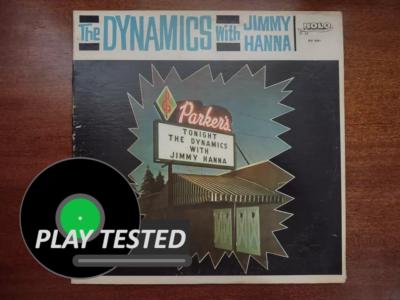 The DYNAMICS with JIMMY HANNA
BOLO
Parker's
TONIGHT
THE DYNAMICS
WITH
JIMMY HANNA
PLAY TESTED